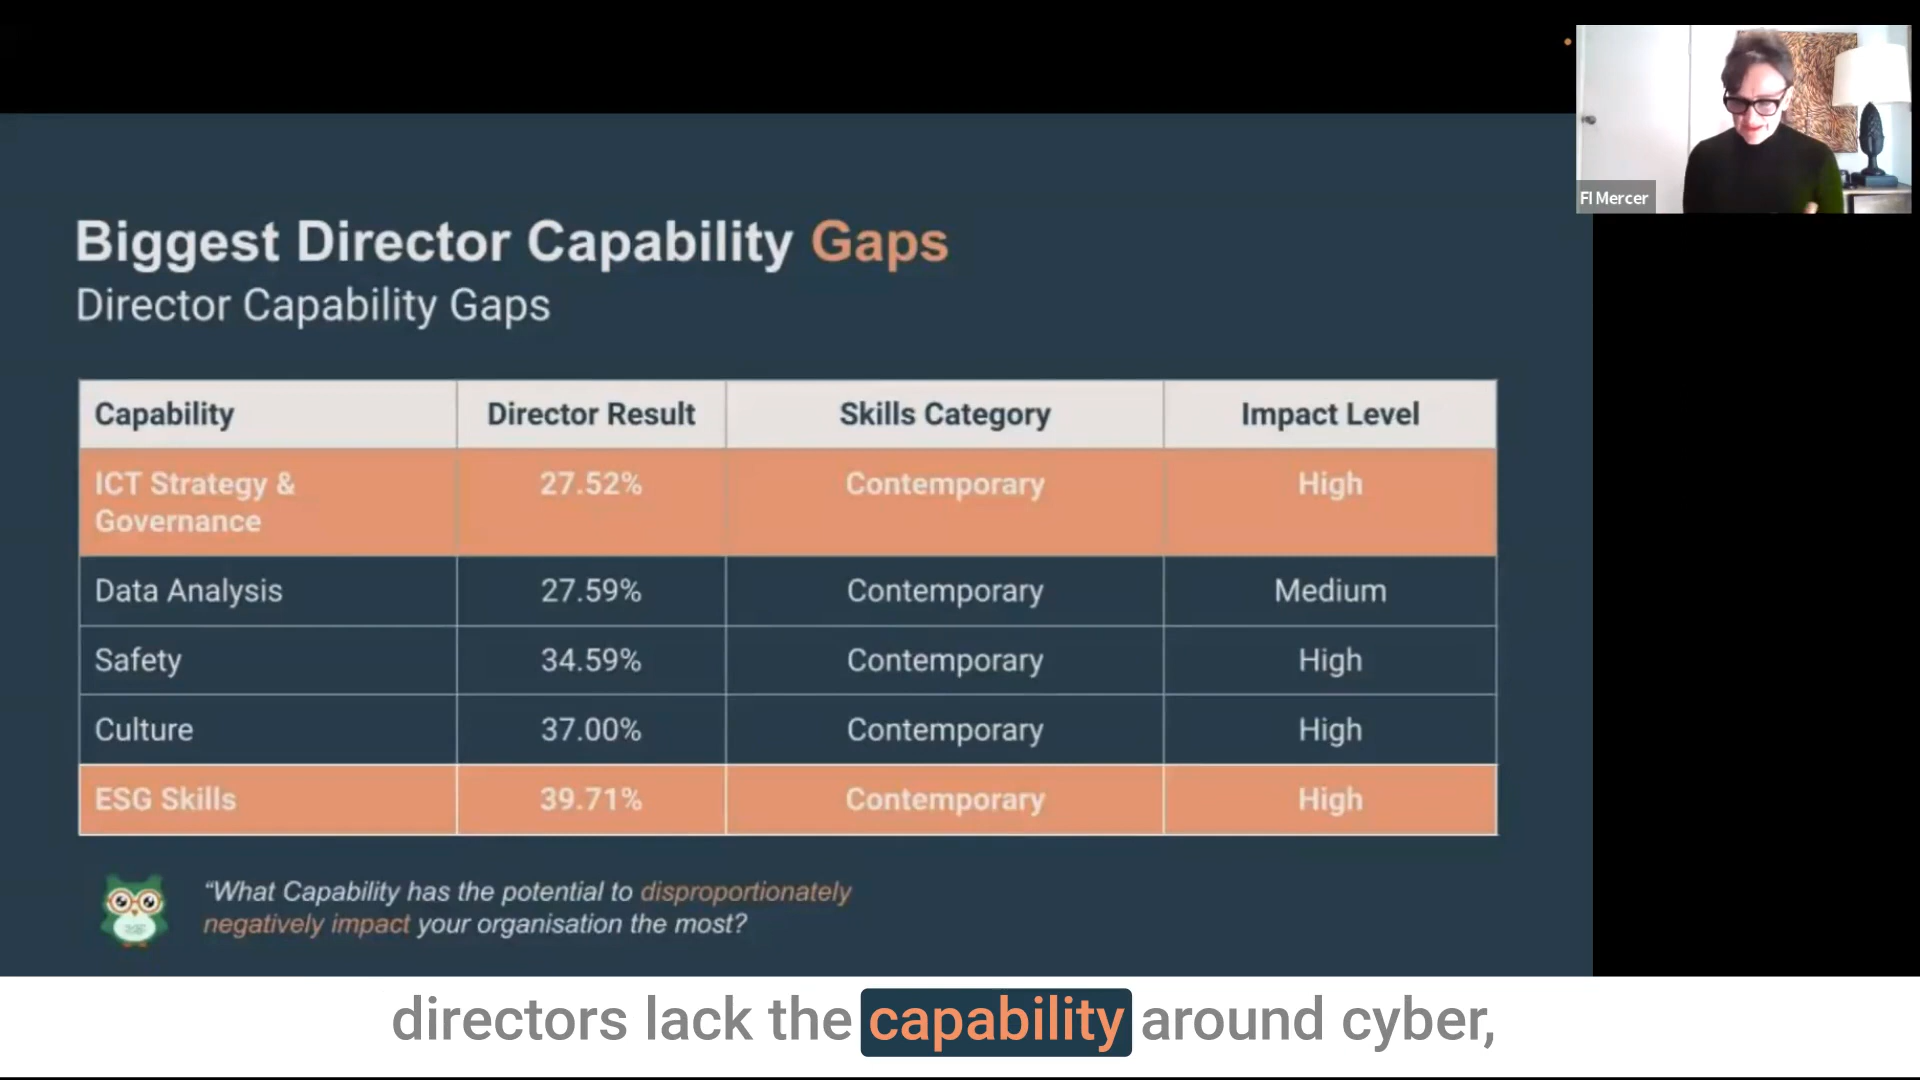 FI Mercer
Biggest Director Capability Gaps
Director Capability Gaps
Capability Director Result Skills Category Impact Level
ICT Strategy & 27.52% Contemporary High
Governance
Data Analysis 27.59% Contemporary Medium
Safety 34.59% Contemporary High
Culture 37.00% Contemporary High
ESG Skills 39.71% Contemporary High
“What Capability has the potential to disproportionately
negatively impact your organisation the most?
directors lack the capability around cyber,